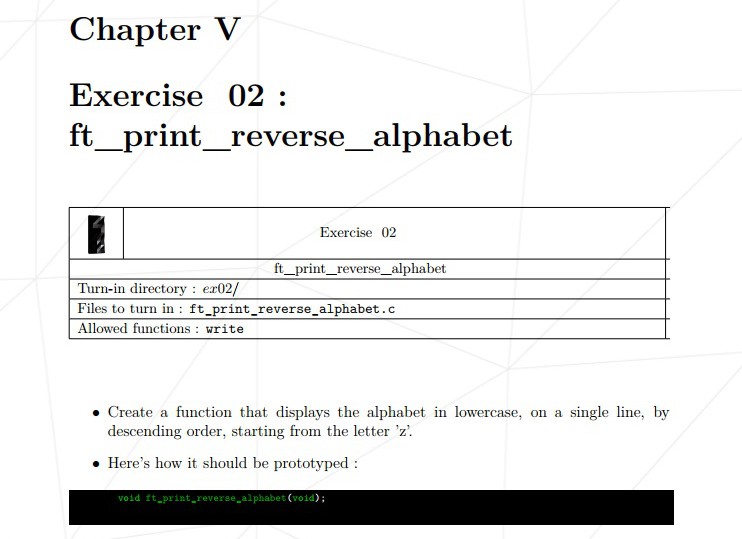 Chapter V
Exercise 02 :
ft_print_reverse_alphabet
Exercise 02
ft_print_reverse_alphabet
Turn-in directory : ex02/
Files to turn in : ft_print_reverse_alphabet.c
Allowed functions : write
• Create a function that displays the alphabet in lowercase, on a single line, by
descending order, starting from the letter 'z'.
• Here's how it should be prototyped :
void ft_print_reverse_alphabet(void);